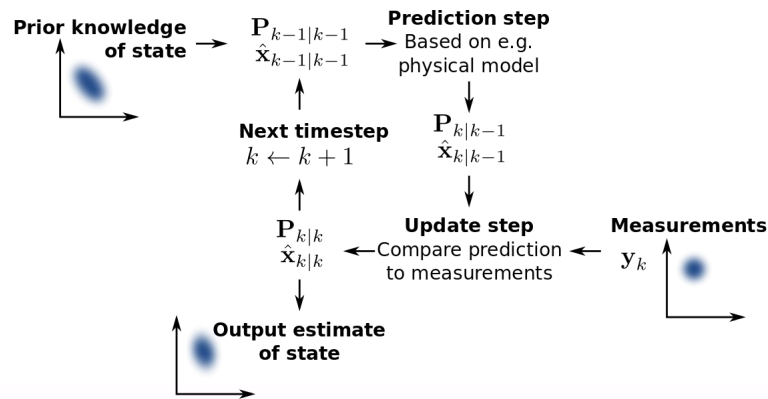 Prior knowledge
of state
P_{k-1|k-1}
x̂_{k-1|k-1}
Prediction step
Based on e.g.
physical model
P_{k|k-1}
x̂_{k|k-1}
Next timestep
k ← k + 1
Update step
Compare prediction
to measurements
Measurements
y_k
P_{k|k}
x̂_{k|k}
Output estimate
of state